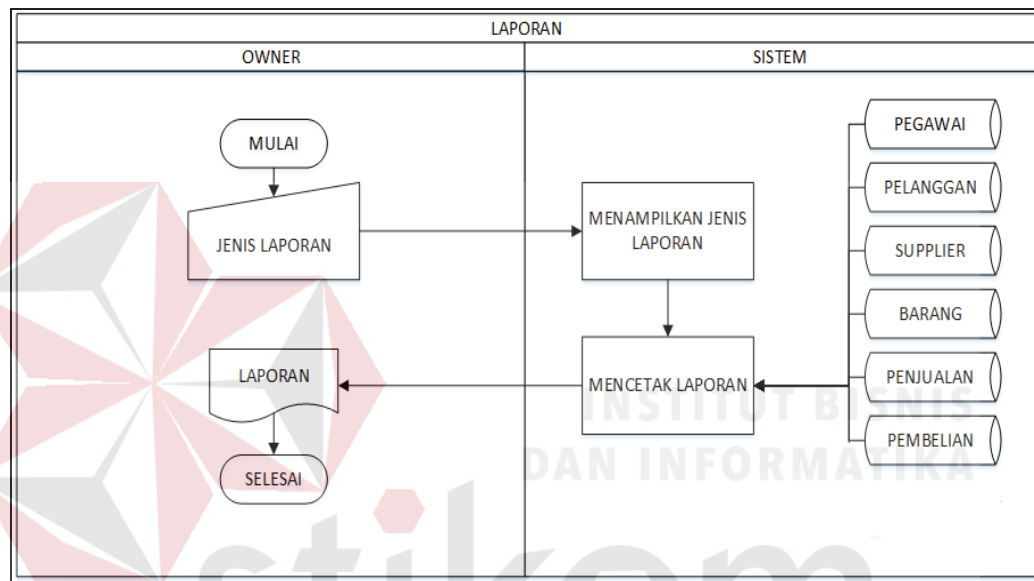 LAPORAN
OWNER
SISTEM
MULAI
JENIS LAPORAN
MENAMPILKAN JENIS
LAPORAN
LAPORAN
MENCETAK LAPORAN
SELESAI
PEGAWAI
PELANGGAN
SUPPLIER
BARANG
PENJUALAN
PEMBELIAN
INSTITUT BISNIS
DAN INFORMATIKA
stikom